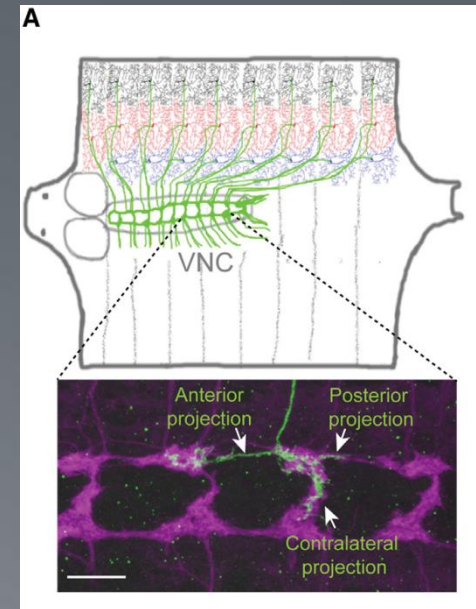 A
VNC
Anterior
projection
Posterior
projection
Contralateral
projection